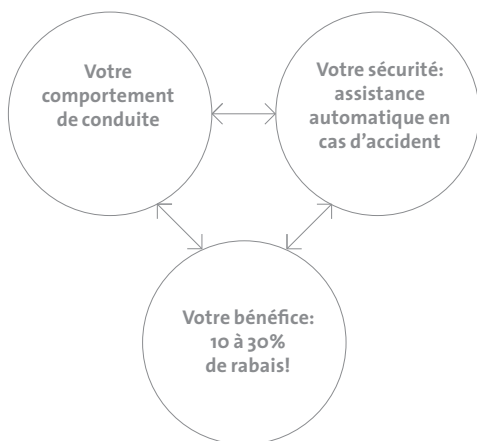 Votre
comportement
de conduite
Votre sécurité:
assistance
automatique en
cas d’accident
Votre bénéfice:
10 à 30%
de rabais!